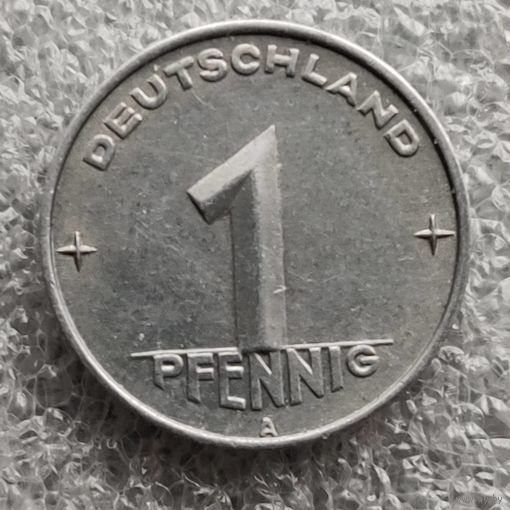 DEUTSCHLAND
1
PFENNIG
A